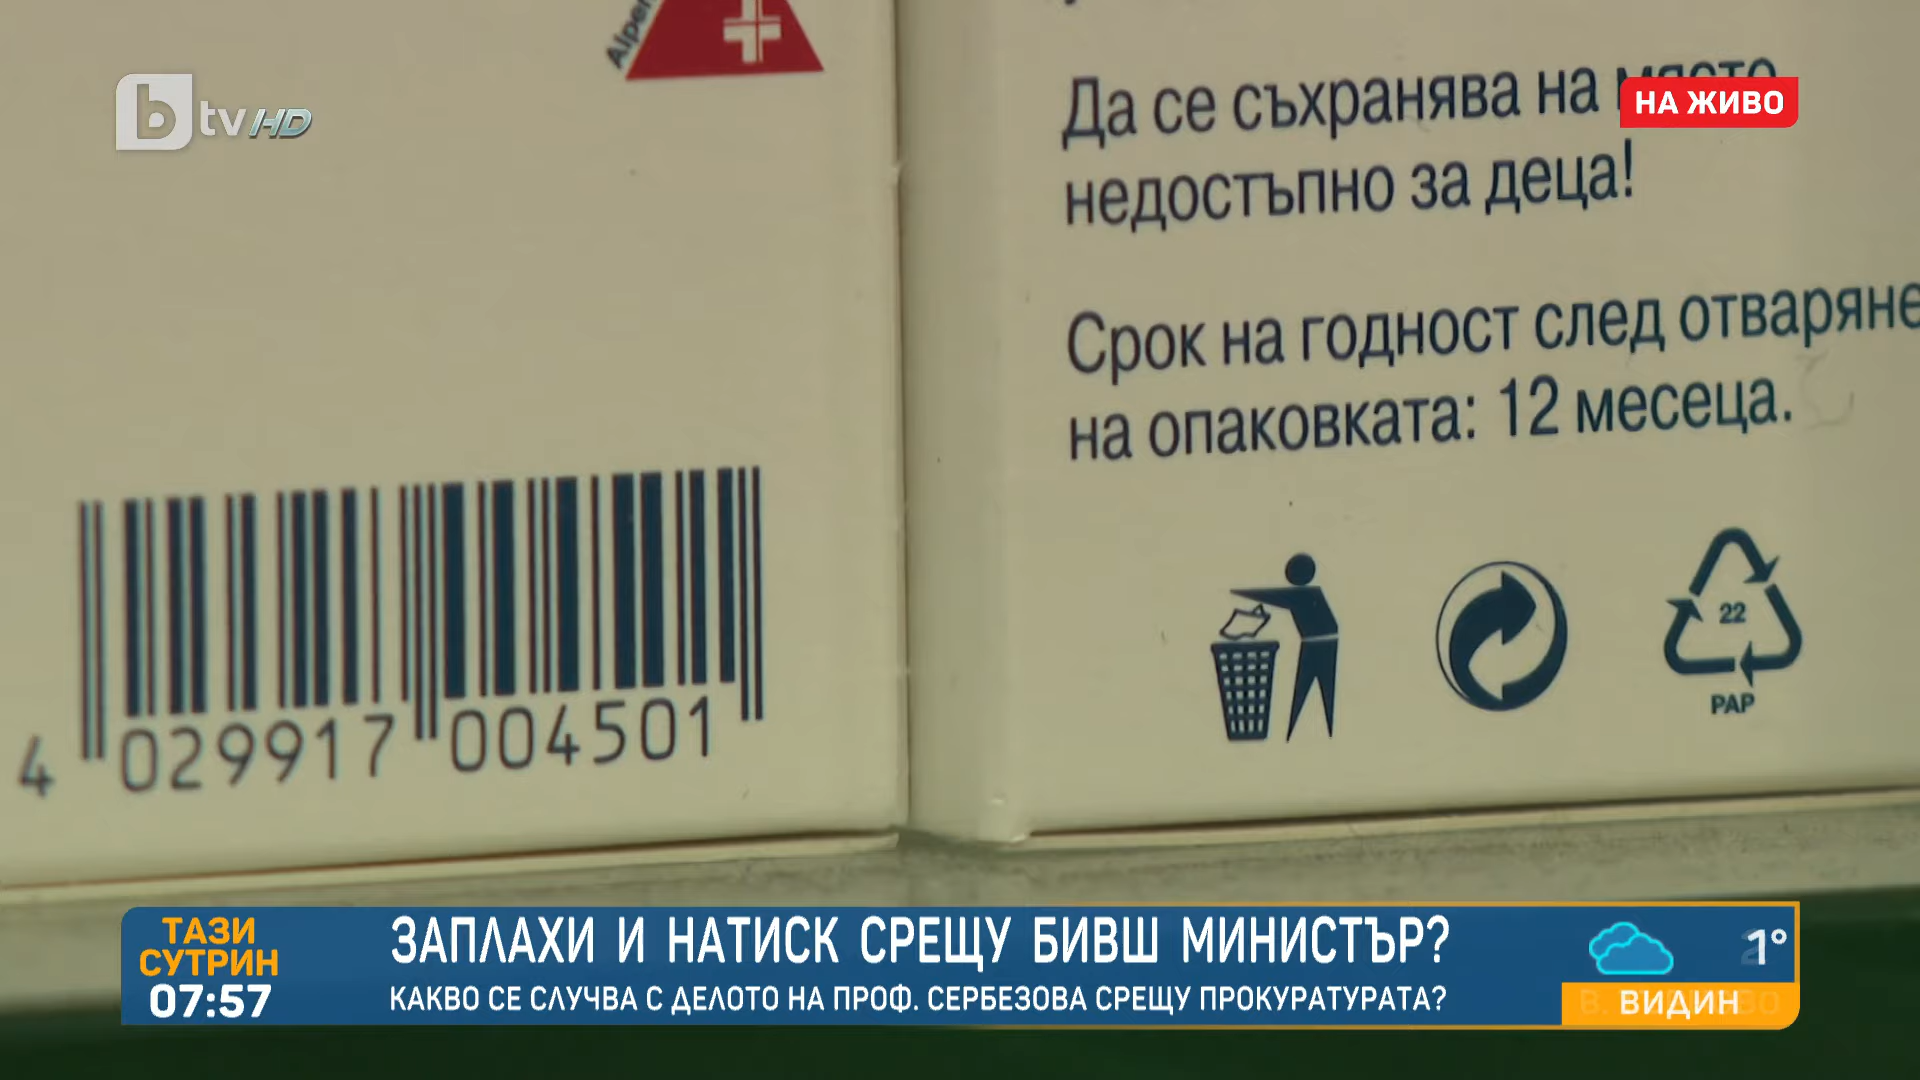 Alpen
btvHD
Да се съхранява на място
НА ЖИВО
недостъпно за деца!
Срок на годност след отваряне
на опаковката: 12 месеца.
22
PAP
4 029917 004501
ТАЗИ
СУТРИН
07:57
ЗАПЛАХИ И НАТИСК СРЕЩУ БИВШ МИНИСТЪР?
КАКВО СЕ СЛУЧВА С ДЕЛОТО НА ПРОФ. СЕРБЕЗОВА СРЕЩУ ПРОКУРАТУРАТА?
1°
ВИДИН